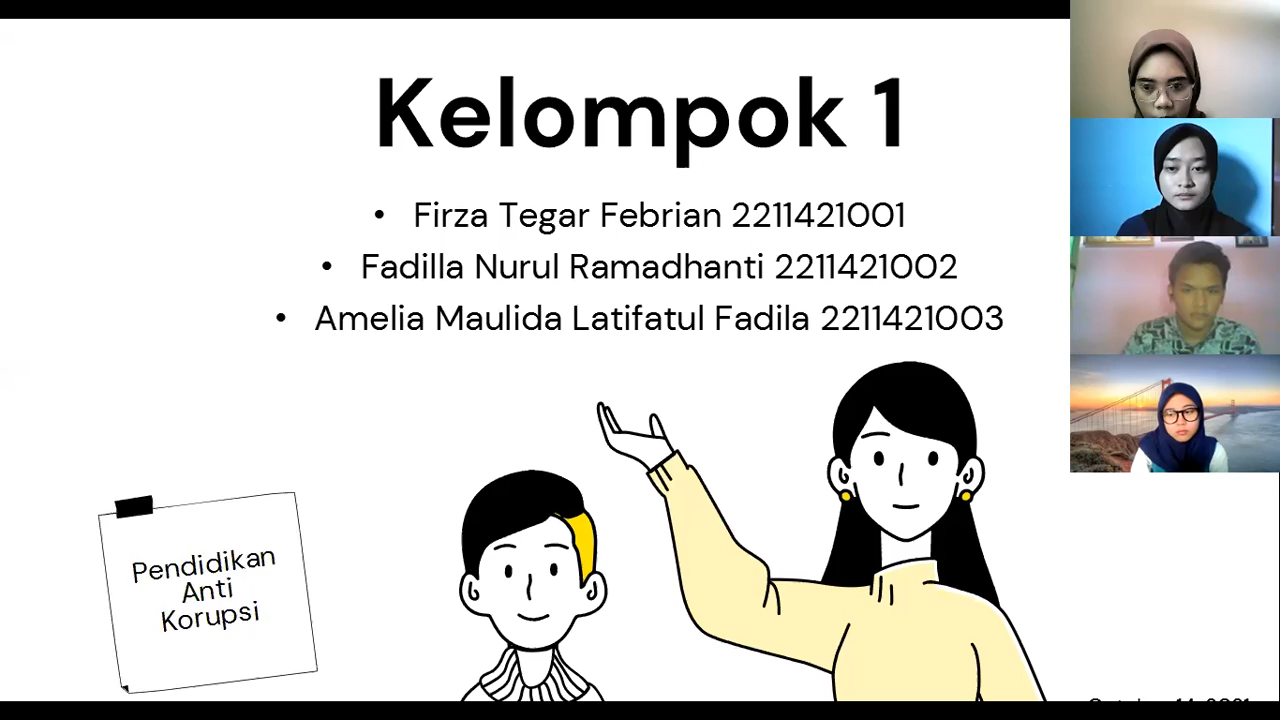 Kelompok 1
• Firza Tegar Febrian 2211421001
• Fadilla Nurul Ramadhanti 2211421002
• Amelia Maulida Latifatul Fadila 2211421003
Pendidikan
Anti
Korupsi